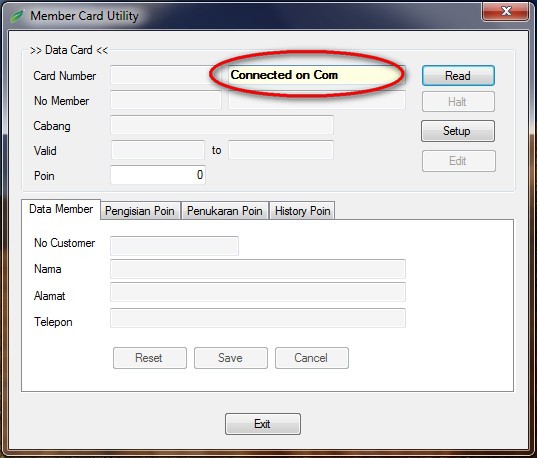 Member Card Utility
>> Data Card <<
Card Number Connected on Com Read
No Member Halt
Cabang Setup
Valid to
Edit
Poin 0
Data Member Pengisian Poin Penukaran Poin History Poin
No Customer
Nama
Alamat
Telepon
Reset Save Cancel
Exit